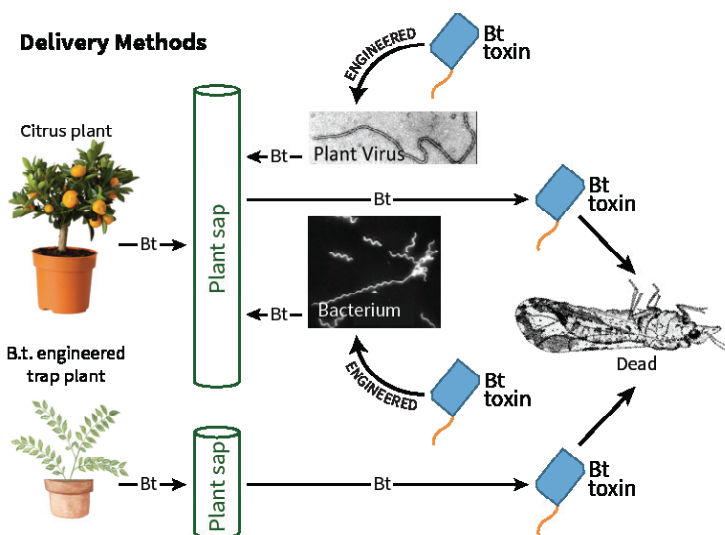 Delivery Methods
ENGINEERED
Bt
toxin
Citrus plant
Plant Virus
Bt
Bt
Bt
toxin
Bt
Plant sap
Bacterium
Bt
Dead
B.t. engineered
trap plant
ENGINEERED
Bt
toxin
Bt
Plant sap
Bt
Bt
toxin